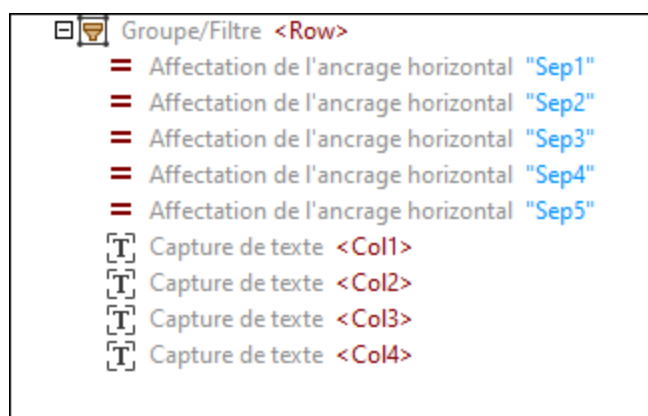 Groupe/Filtre <Row>
Affectation de l'ancrage horizontal "Sep1"
Affectation de l'ancrage horizontal "Sep2"
Affectation de l'ancrage horizontal "Sep3"
Affectation de l'ancrage horizontal "Sep4"
Affectation de l'ancrage horizontal "Sep5"
Capture de texte <Col1>
Capture de texte <Col2>
Capture de texte <Col3>
Capture de texte <Col4>